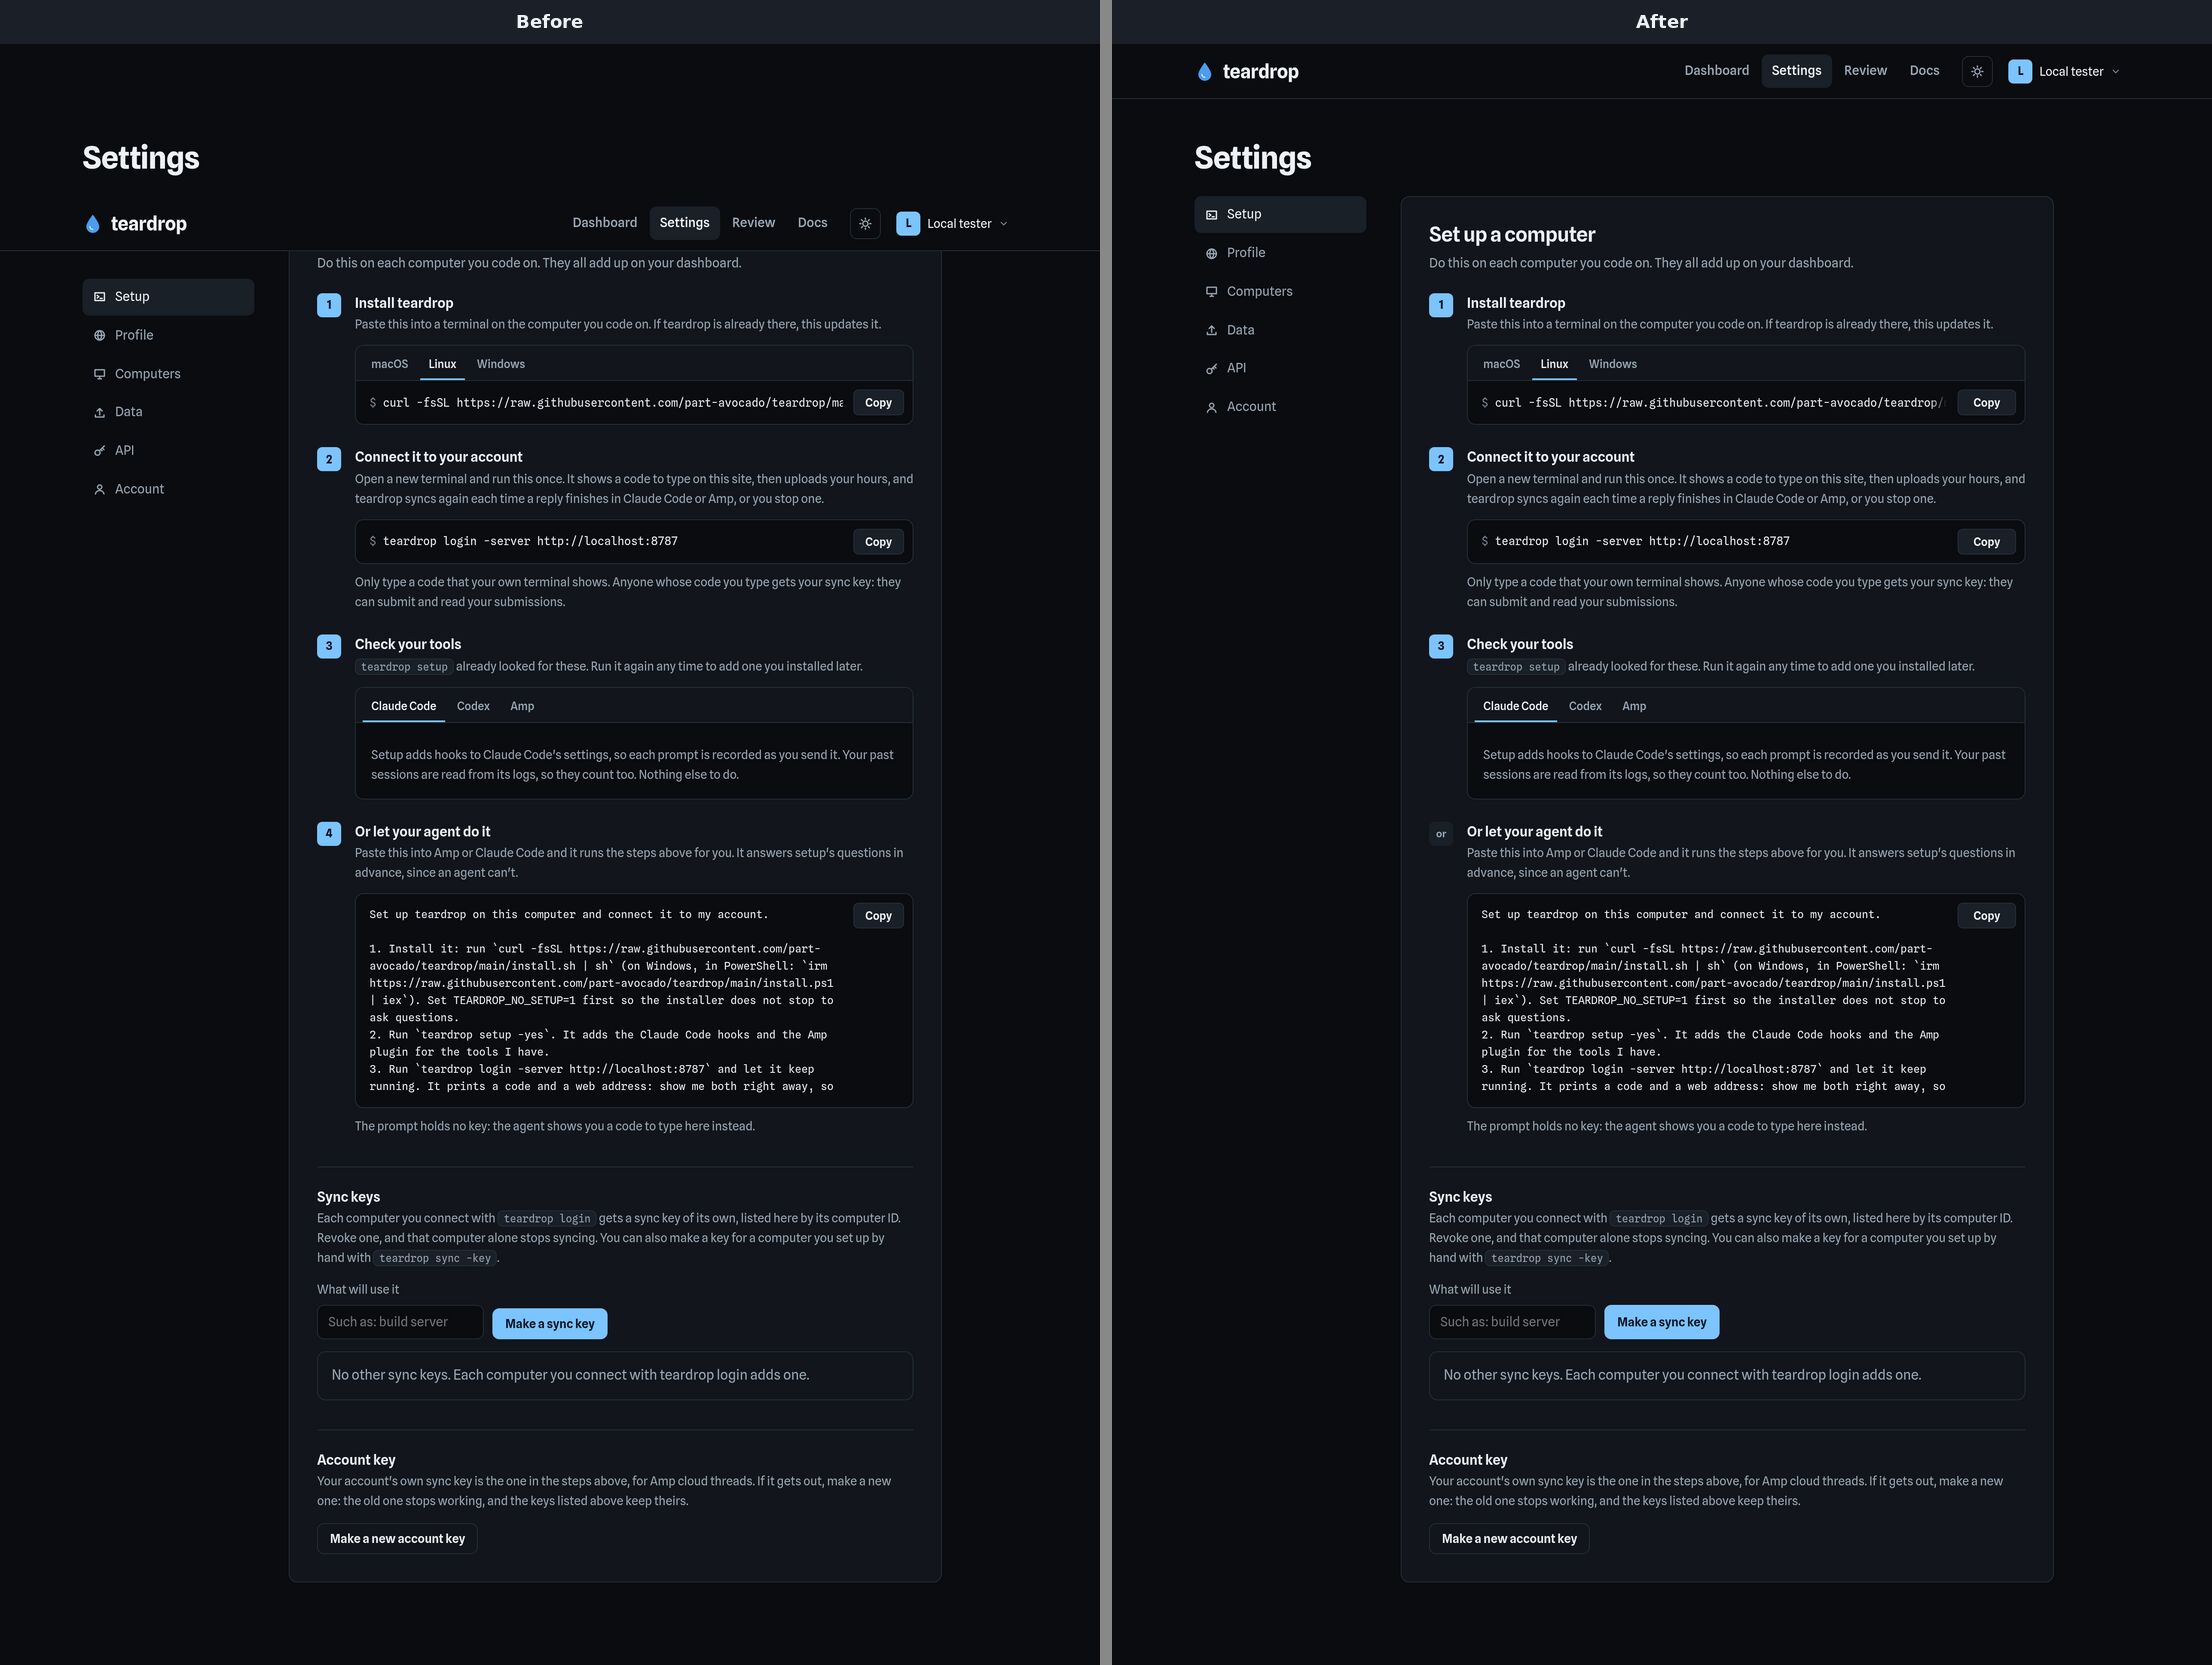 Before
Settings
teardrop
Dashboard Settings Review Docs L Local tester
Setup
Profile
Computers
Data
API
Account
Do this on each computer you code on. They all add up on your dashboard.
1 Install teardrop
Paste this into a terminal on the computer you code on. If teardrop is already there, this updates it.
macOS Linux Windows
$ curl -fsSL https://raw.githubusercontent.com/part-avocado/teardrop/ma Copy
2 Connect it to your account
Open a new terminal and run this once. It shows a code to type on this site, then uploads your hours, and
teardrop syncs again each time a reply finishes in Claude Code or Amp, or you stop one.
$ teardrop login -server http://localhost:8787 Copy
Only type a code that your own terminal shows. Anyone whose code you type gets your sync key: they
can submit and read your submissions.
3 Check your tools
teardrop setup already looked for these. Run it again any time to add one you installed later.
Claude Code Codex Amp
Setup adds hooks to Claude Code's settings, so each prompt is recorded as you send it. Your past
sessions are read from its logs, so they count too. Nothing else to do.
4 Or let your agent do it
Paste this into Amp or Claude Code and it runs the steps above for you. It answers setup's questions in
advance, since an agent can't.
Set up teardrop on this computer and connect it to my account. Copy
1. Install it: run `curl -fsSL https://raw.githubusercontent.com/part-
avocado/teardrop/main/install.sh | sh` (on Windows, in PowerShell: `irm
https://raw.githubusercontent.com/part-avocado/teardrop/main/install.ps1
| iex`). Set TEARDROP_NO_SETUP=1 first so the installer does not stop to
ask questions.
2. Run `teardrop setup -yes`. It adds the Claude Code hooks and the Amp
plugin for the tools I have.
3. Run `teardrop login -server http://localhost:8787` and let it keep
running. It prints a code and a web address: show me both right away, so
The prompt holds no key: the agent shows you a code to type here instead.
Sync keys
Each computer you connect with teardrop login gets a sync key of its own, listed here by its computer ID.
Revoke one, and that computer alone stops syncing. You can also make a key for a computer you set up by
hand with teardrop sync -key.
What will use it
Such as: build server Make a sync key
No other sync keys. Each computer you connect with teardrop login adds one.
Account key
Your account's own sync key is the one in the steps above, for Amp cloud threads. If it gets out, make a new
one: the old one stops working, and the keys listed above keep theirs.
Make a new account key
After
teardrop
Dashboard Settings Review Docs L Local tester
Settings
Setup
Profile
Computers
Data
API
Account
Set up a computer
Do this on each computer you code on. They all add up on your dashboard.
1 Install teardrop
Paste this into a terminal on the computer you code on. If teardrop is already there, this updates it.
macOS Linux Windows
$ curl -fsSL https://raw.githubusercontent.com/part-avocado/teardrop/ Copy
2 Connect it to your account
Open a new terminal and run this once. It shows a code to type on this site, then uploads your hours, and
teardrop syncs again each time a reply finishes in Claude Code or Amp, or you stop one.
$ teardrop login -server http://localhost:8787 Copy
Only type a code that your own terminal shows. Anyone whose code you type gets your sync key: they
can submit and read your submissions.
3 Check your tools
teardrop setup already looked for these. Run it again any time to add one you installed later.
Claude Code Codex Amp
Setup adds hooks to Claude Code's settings, so each prompt is recorded as you send it. Your past
sessions are read from its logs, so they count too. Nothing else to do.
or Or let your agent do it
Paste this into Amp or Claude Code and it runs the steps above for you. It answers setup's questions in
advance, since an agent can't.
Set up teardrop on this computer and connect it to my account. Copy
1. Install it: run `curl -fsSL https://raw.githubusercontent.com/part-
avocado/teardrop/main/install.sh | sh` (on Windows, in PowerShell: `irm
https://raw.githubusercontent.com/part-avocado/teardrop/main/install.ps1
| iex`). Set TEARDROP_NO_SETUP=1 first so the installer does not stop to
ask questions.
2. Run `teardrop setup -yes`. It adds the Claude Code hooks and the Amp
plugin for the tools I have.
3. Run `teardrop login -server http://localhost:8787` and let it keep
running. It prints a code and a web address: show me both right away, so
The prompt holds no key: the agent shows you a code to type here instead.
Sync keys
Each computer you connect with teardrop login gets a sync key of its own, listed here by its computer ID.
Revoke one, and that computer alone stops syncing. You can also make a key for a computer you set up by
hand with teardrop sync -key.
What will use it
Such as: build server Make a sync key
No other sync keys. Each computer you connect with teardrop login adds one.
Account key
Your account's own sync key is the one in the steps above, for Amp cloud threads. If it gets out, make a new
one: the old one stops working, and the keys listed above keep theirs.
Make a new account key